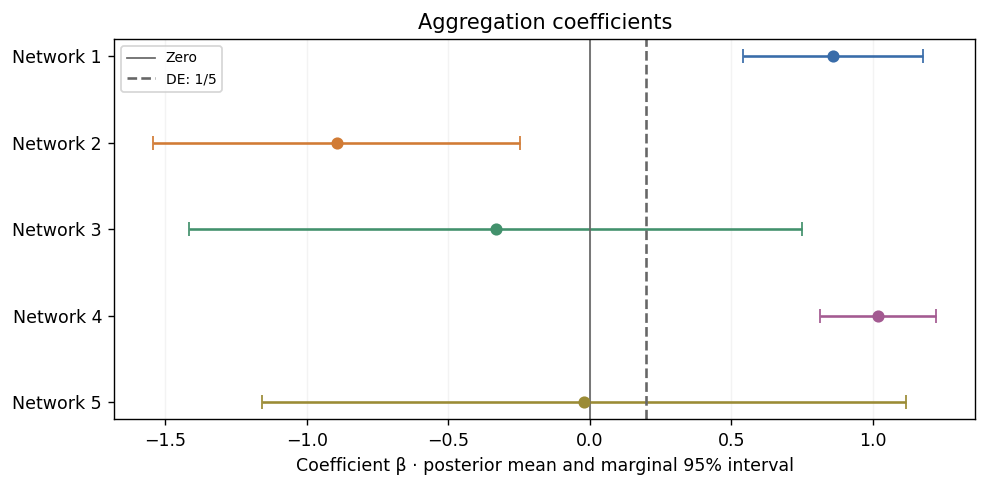 Aggregation coefficients
Zero
DE: 1/5
Network 1
Network 2
Network 3
Network 4
Network 5
−1.5 −1.0 −0.5 0.0 0.5 1.0
Coefficient β · posterior mean and marginal 95% interval